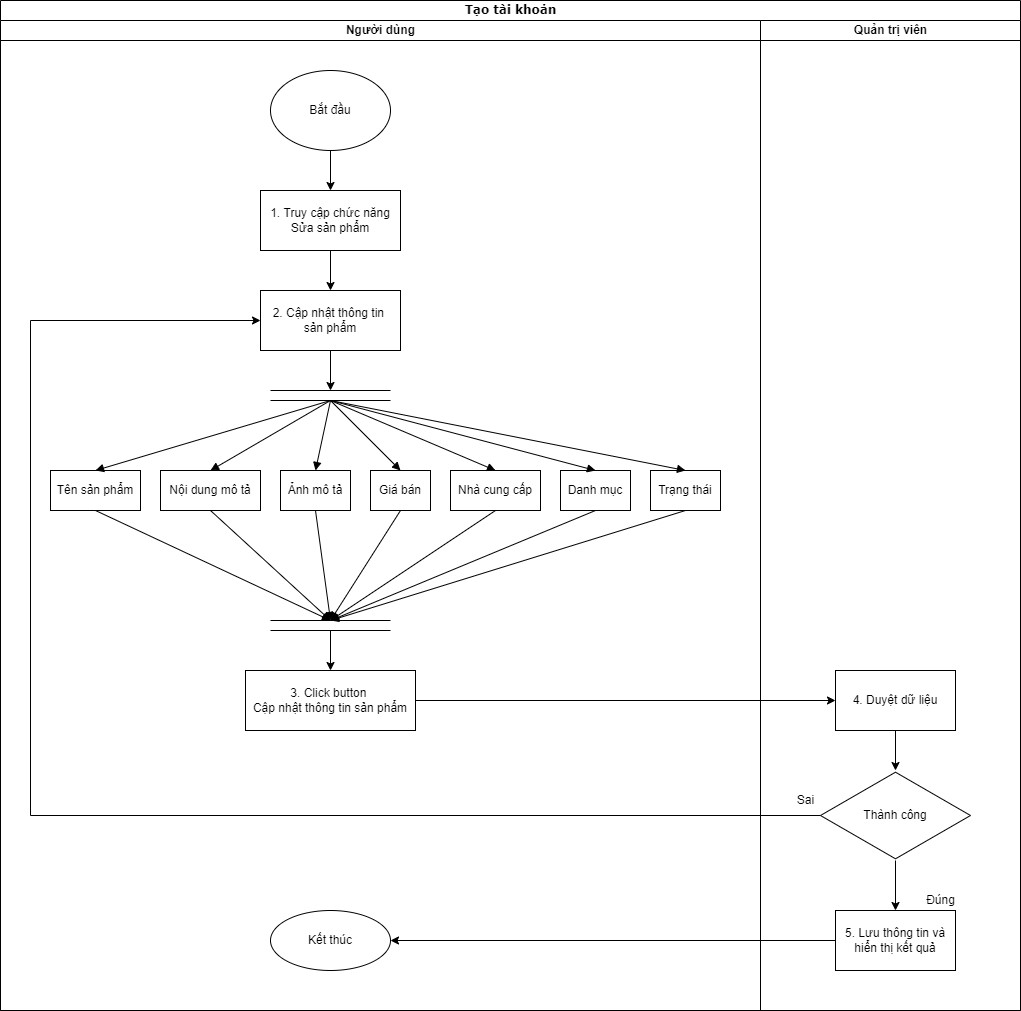 Tạo tài khoản
Người dùng
Quản trị viên
Bắt đầu
1. Truy cập chức năng
Sửa sản phẩm
2. Cập nhật thông tin
sản phẩm
Tên sản phẩm
Nội dung mô tả
Ảnh mô tả
Giá bán
Nhà cung cấp
Danh mục
Trạng thái
3. Click button
Cập nhật thông tin sản phẩm
4. Duyệt dữ liệu
Sai
Thành công
Đúng
5. Lưu thông tin và
hiển thị kết quả
Kết thúc